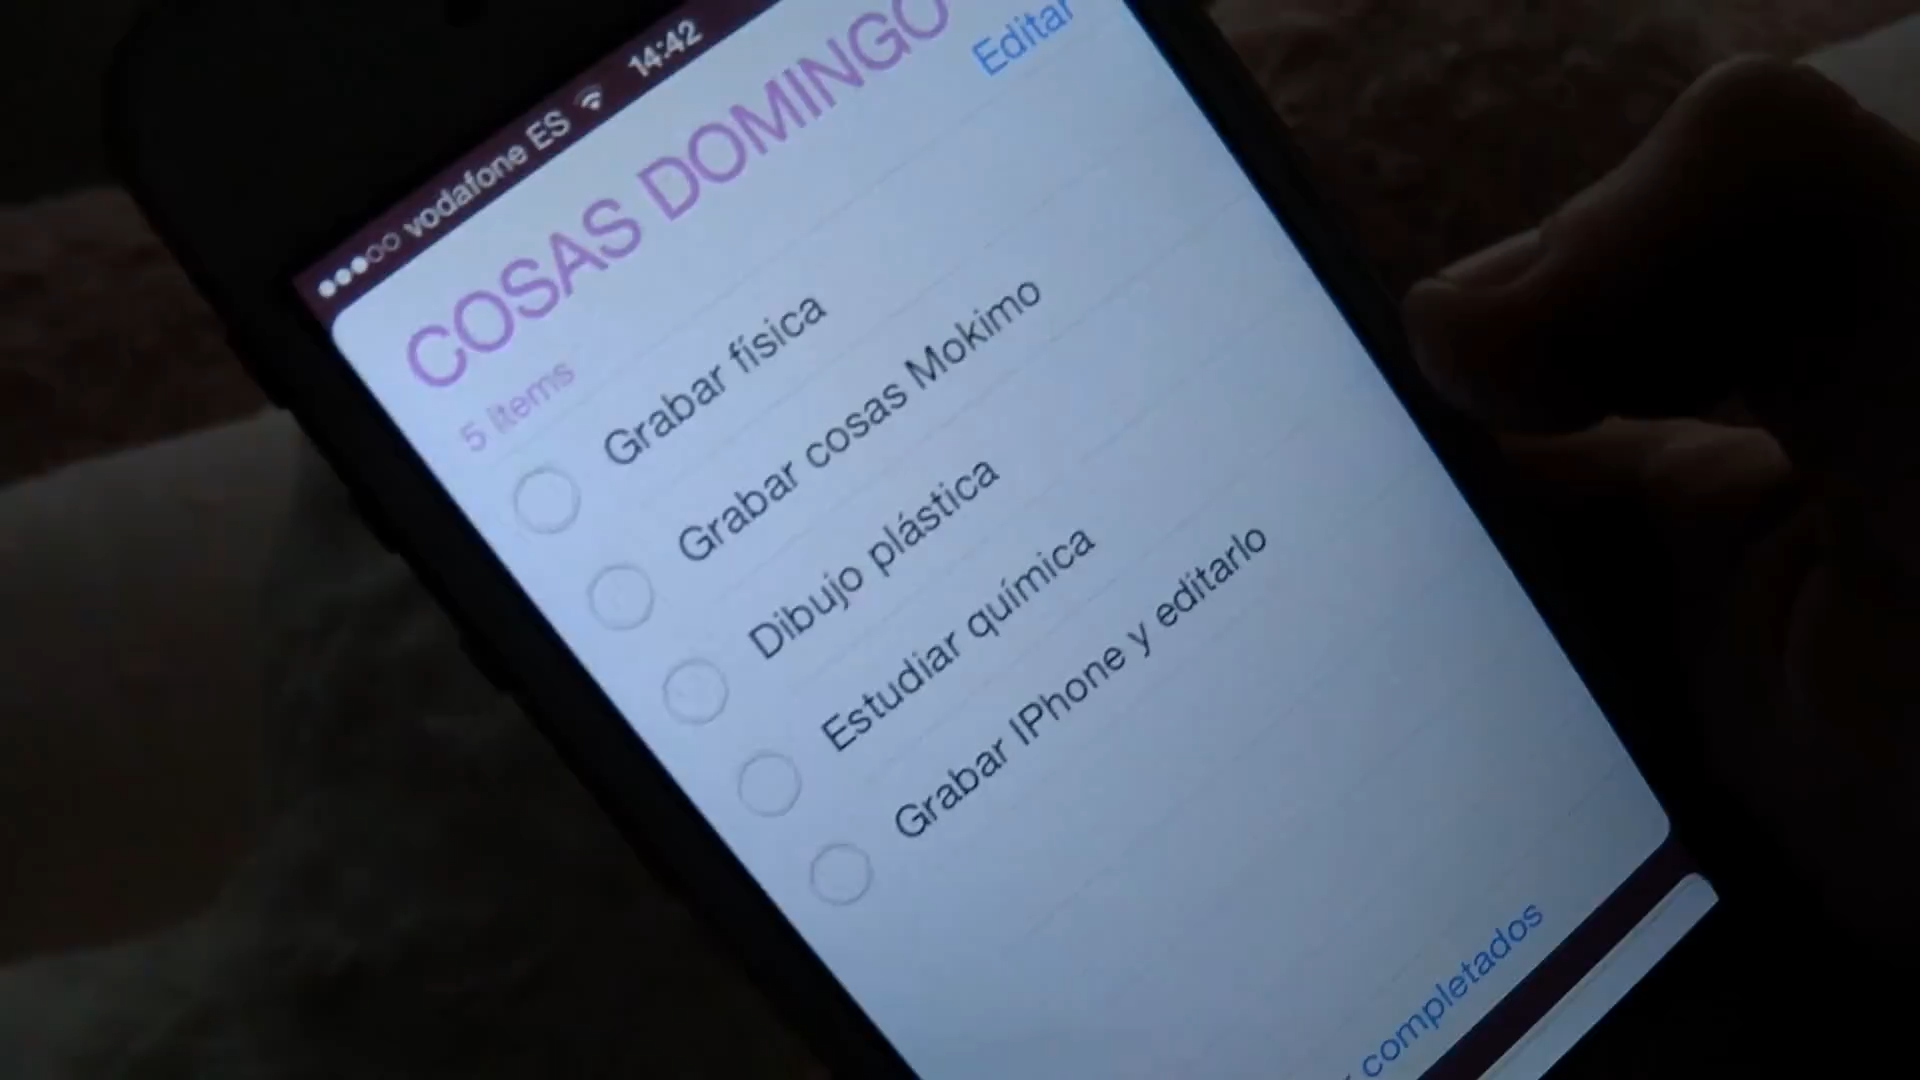 vodafone ES 14:42
COSAS DOMINGO
Editar
5 items
Grabar física
Grabar cosas Mokimo
Dibujo plástica
Estudiar química
Grabar IPhone y editarlo
completados